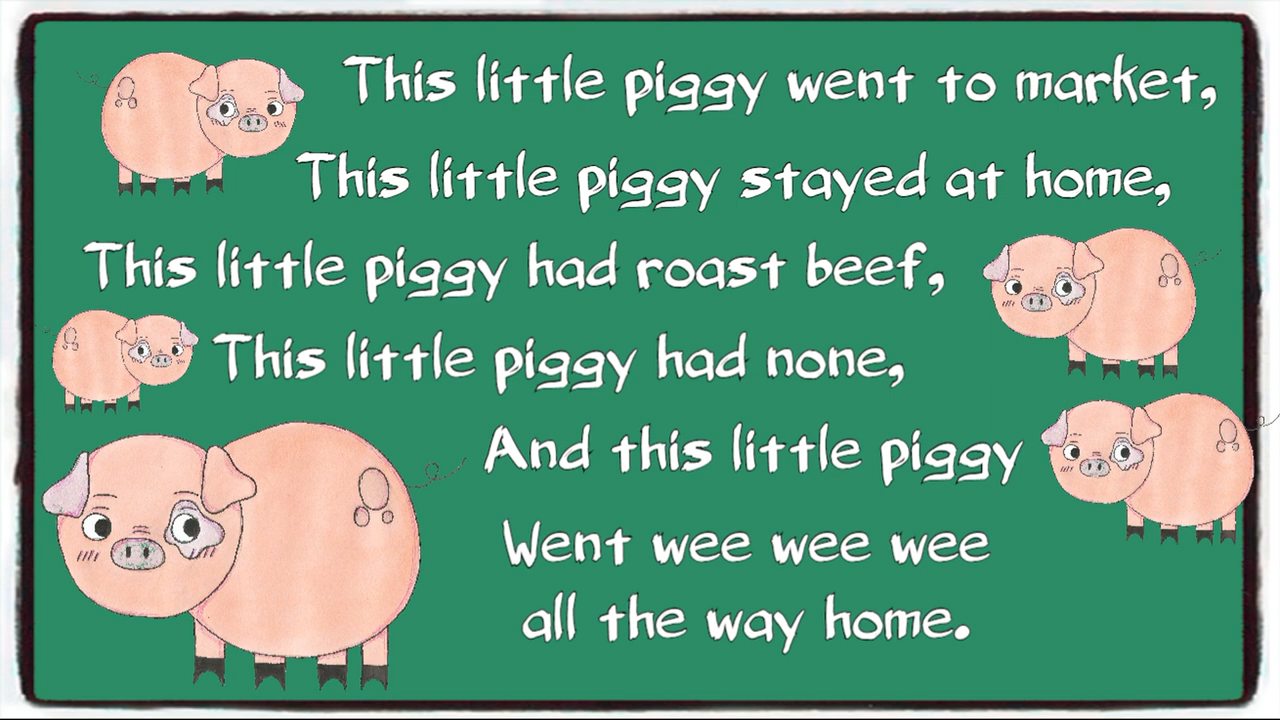 This little piggy went to market,
This little piggy stayed at home,
This little piggy had roast beef,
This little piggy had none,
And this little piggy
Went wee wee wee
all the way home.